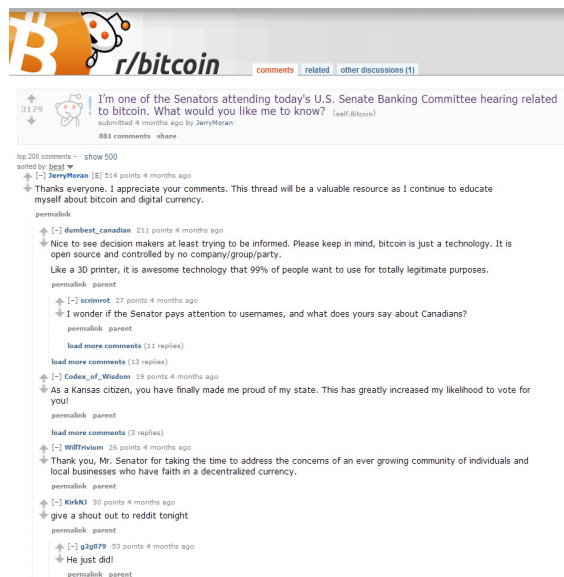 r/bitcoin
comments related other discussions (1)
3179
I'm one of the Senators attending today's U.S. Senate Banking Committee hearing related
to bitcoin. What would you like me to know? (self.Bitcoin)
submitted 4 months ago by JerryMoran
881 comments share
top 200 comments - show 500
sorted by: best
[–] JerryMoran [S] 514 points 4 months ago
Thanks everyone. I appreciate your comments. This thread will be a valuable resource as I continue to educate
myself about bitcoin and digital currency.
permalink
[–] dumbest_canadian 211 points 4 months ago
Nice to see decision makers at least trying to be informed. Please keep in mind, bitcoin is just a technology. It is
open source and controlled by no company/group/party.
Like a 3D printer, it is awesome technology that 99% of people want to use for totally legitimate purposes.
permalink parent
[–] scrimrot 27 points 4 months ago
I wonder if the Senator pays attention to usernames, and what does yours say about Canadians?
permalink parent
load more comments (11 replies)
load more comments (13 replies)
[–] Codex_of_Wisdom 19 points 4 months ago
As a Kansas citizen, you have finally made me proud of my state. This has greatly increased my likelihood to vote for
you!
permalink parent
load more comments (3 replies)
[–] WillTrivium 26 points 4 months ago
Thank you, Mr. Senator for taking the time to address the concerns of an ever growing community of individuals and
local businesses who have faith in a decentralized currency.
permalink parent
[–] KirkNJ 30 points 4 months ago
give a shout out to reddit tonight
permalink parent
[–] g2g079 53 points 4 months ago
He just did!
permalink parent